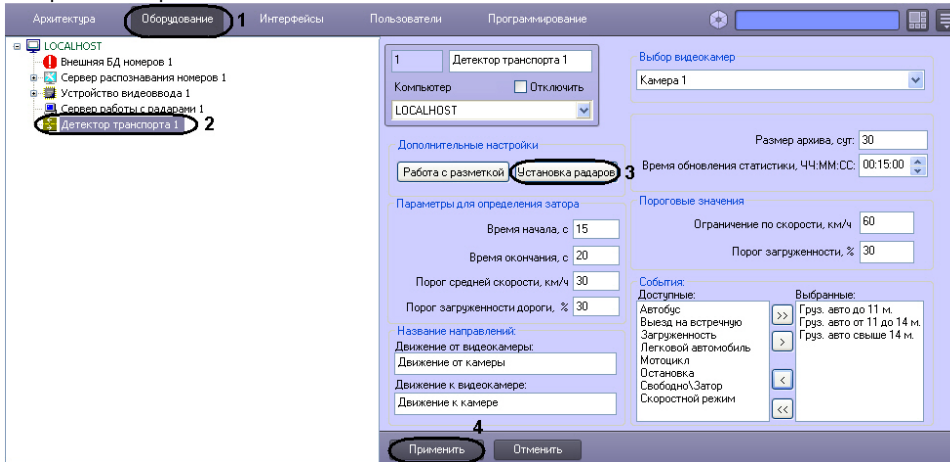 Архитектура Оборудование 1 Интерфейсы Пользователи Программирование
LOCALHOST
Внешняя БД номеров 1
Сервер распознавания номеров 1
Устройство видеоввода 1
Сервер работы с радарами 1
Детектор транспорта 1 2
1 Детектор транспорта 1
Компьютер Отключить
LOCALHOST
Дополнительные настройки
Работа с разметкой Установка радаров 3
Параметры для определения затора
Время начала, с 15
Время окончания, с 20
Порог средней скорости, км/ч 30
Порог загруженности дороги, % 30
Название направлений:
Движение от видеокамеры:
Движение от камеры
Движение к видеокамере:
Движение к камере
Выбор видеокамер
Камера 1
Размер архива, сут: 30
Время обновления статистики, ЧЧ:ММ:СС: 00:15:00
Пороговые значения
Ограничение по скорости, км/ч 60
Порог загруженности, % 30
События:
Доступные:
Автобус
Выезд на встречную
Загруженность
Легковой автомобиль
Мотоцикл
Остановка
Свободно\Затор
Скоростной режим
>>
>
<
<<
Выбранные:
Груз. авто до 11 м.
Груз. авто от 11 до 14 м.
Груз. авто свыше 14 м.
4
Применить Отменить